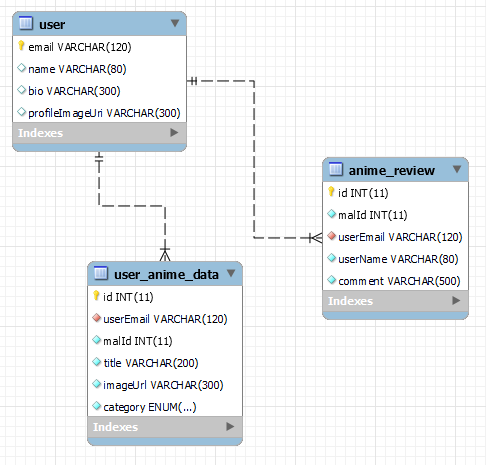 user
email VARCHAR(120)
name VARCHAR(80)
bio VARCHAR(300)
profileImageUri VARCHAR(300)
Indexes
anime_review
id INT(11)
malId INT(11)
userEmail VARCHAR(120)
userName VARCHAR(80)
comment VARCHAR(500)
Indexes
user_anime_data
id INT(11)
userEmail VARCHAR(120)
malId INT(11)
title VARCHAR(200)
imageUrl VARCHAR(300)
category ENUM(...)
Indexes